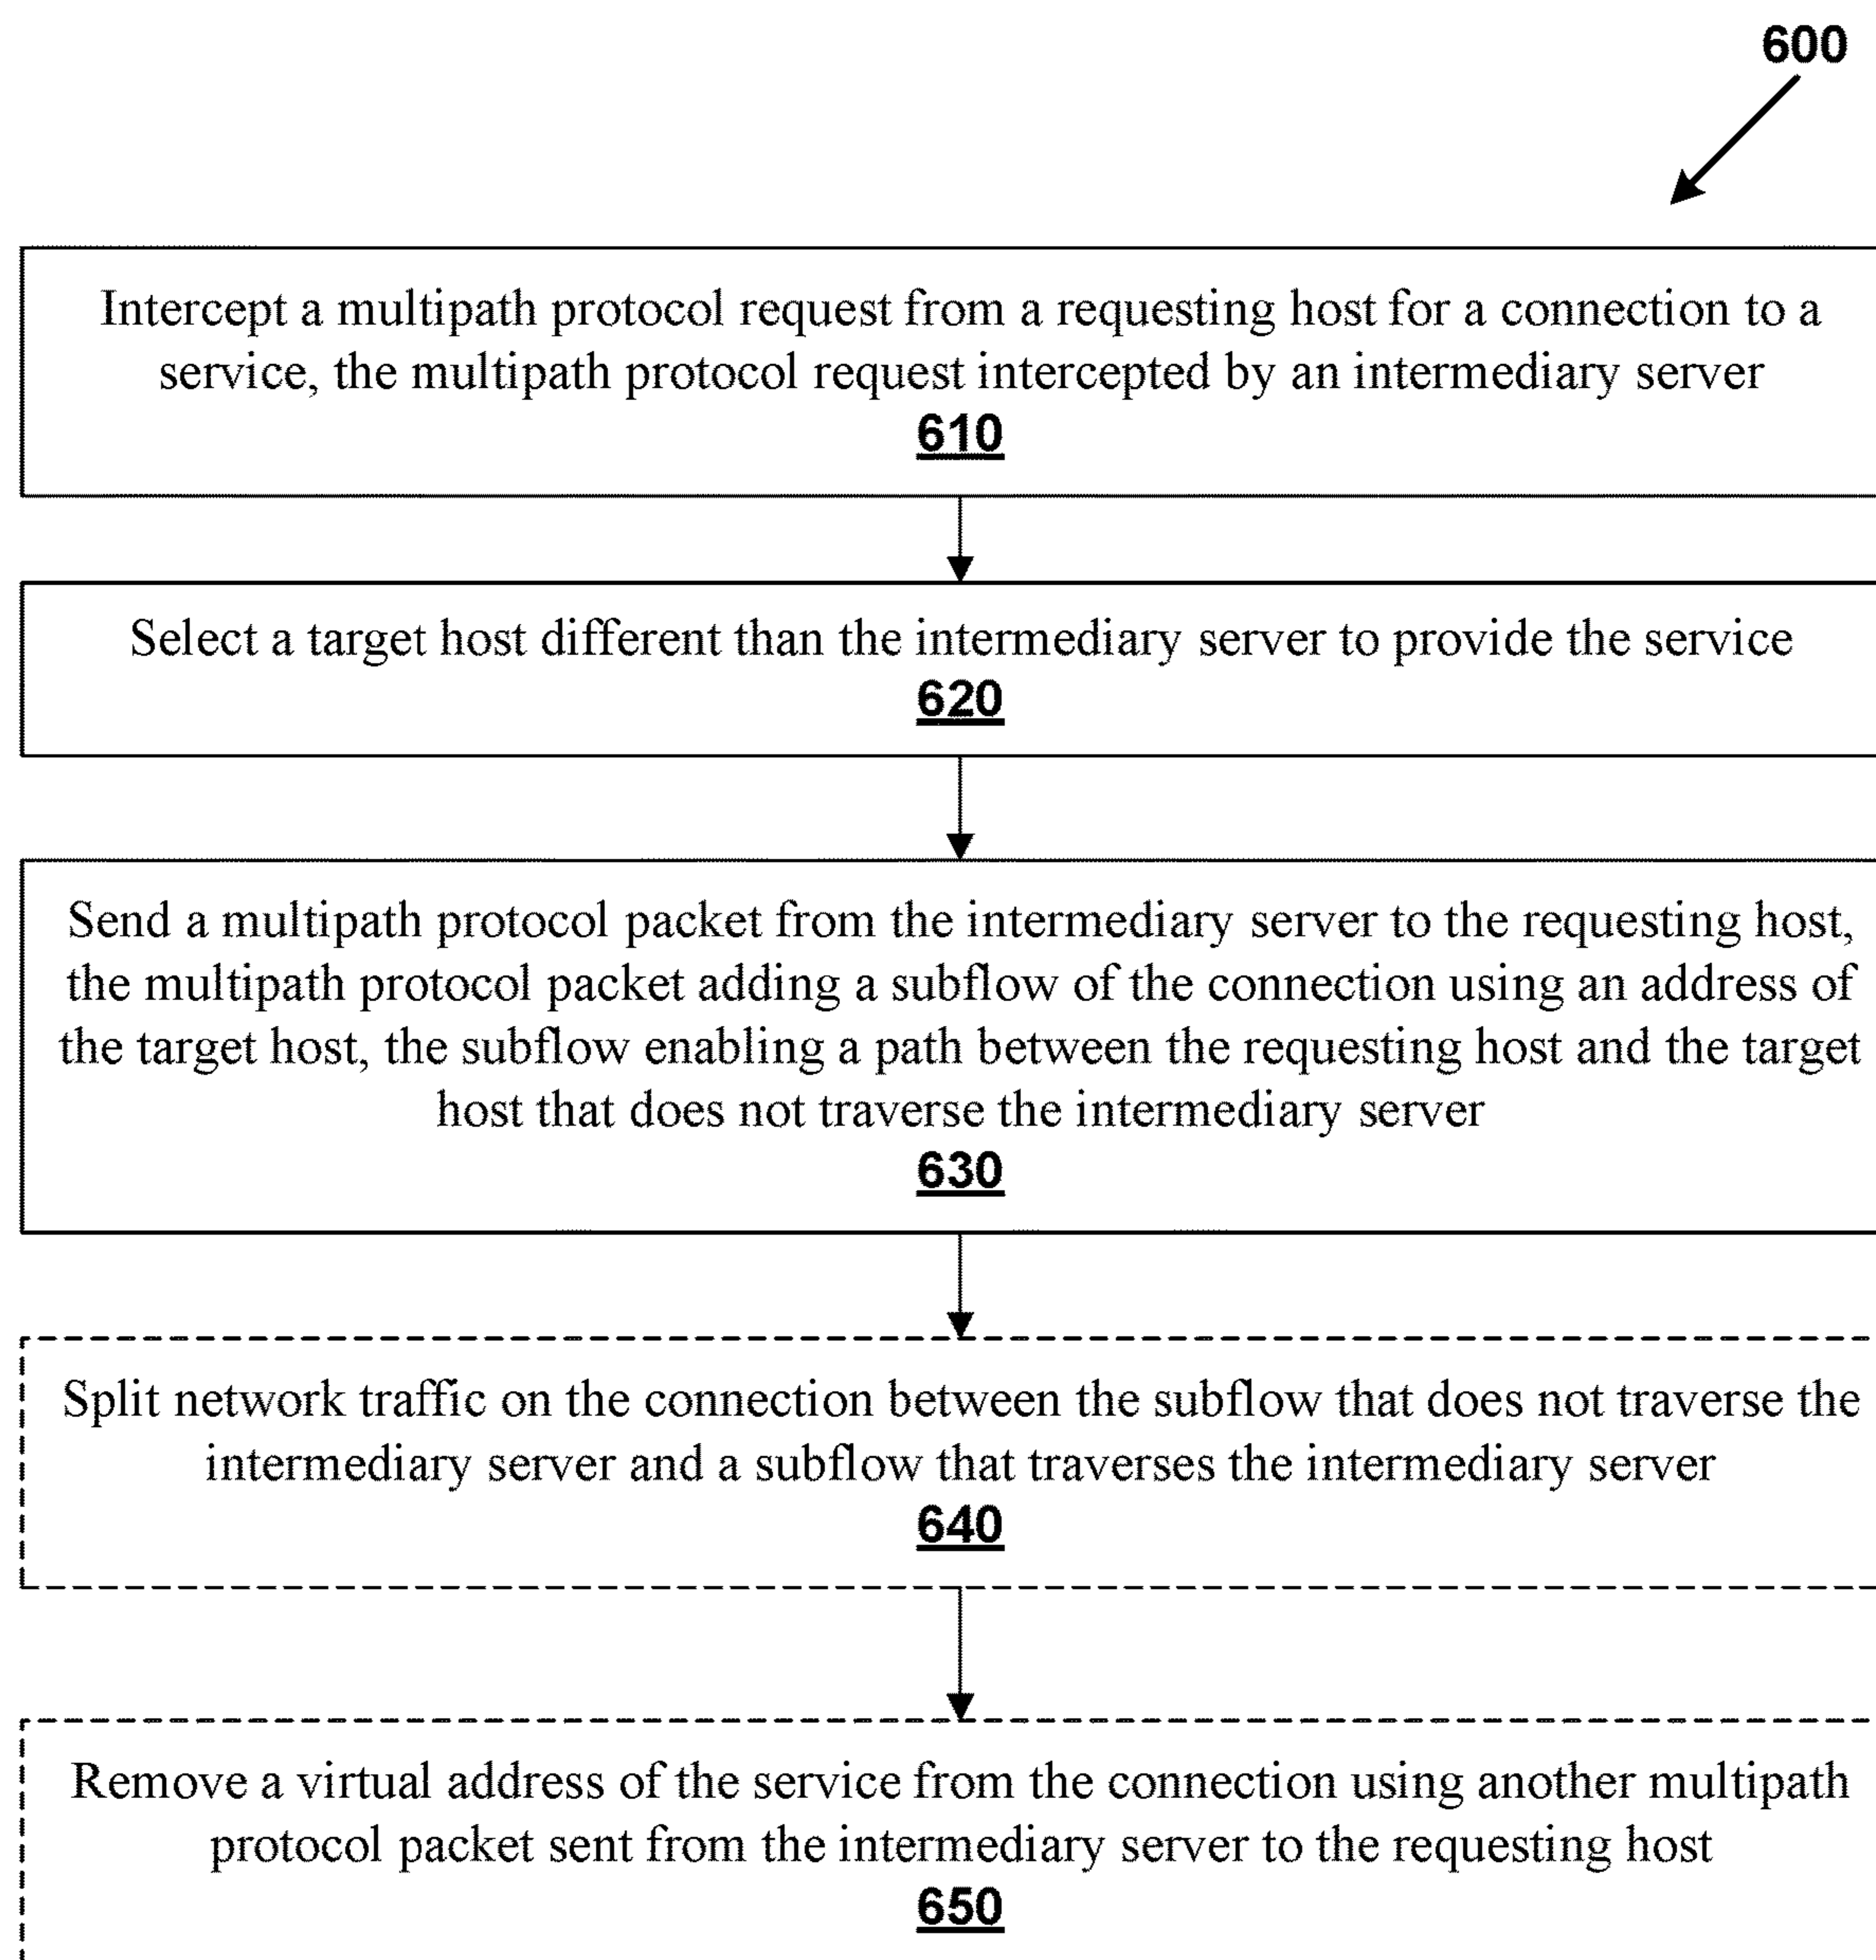 600
Intercept a multipath protocol request from a requesting host for a connection to a
service, the multipath protocol request intercepted by an intermediary server
610
Select a target host different than the intermediary server to provide the service
620
Send a multipath protocol packet from the intermediary server to the requesting host,
the multipath protocol packet adding a subflow of the connection using an address of
the target host, the subflow enabling a path between the requesting host and the target
host that does not traverse the intermediary server
630
Split network traffic on the connection between the subflow that does not traverse the
intermediary server and a subflow that traverses the intermediary server
640
Remove a virtual address of the service from the connection using another multipath
protocol packet sent from the intermediary server to the requesting host
650